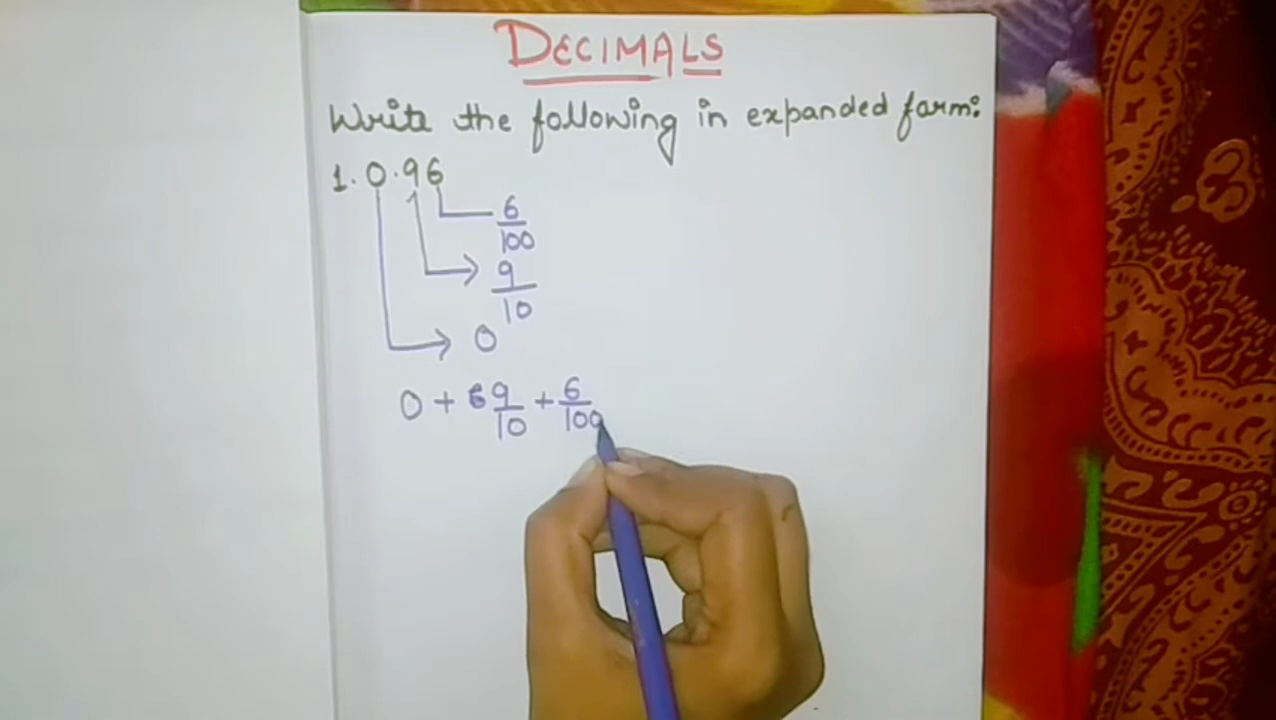 DECIMALS
Write the following in expanded form:
1. 0.96
6/100
9/10
0
0 + 9/10 + 6/100